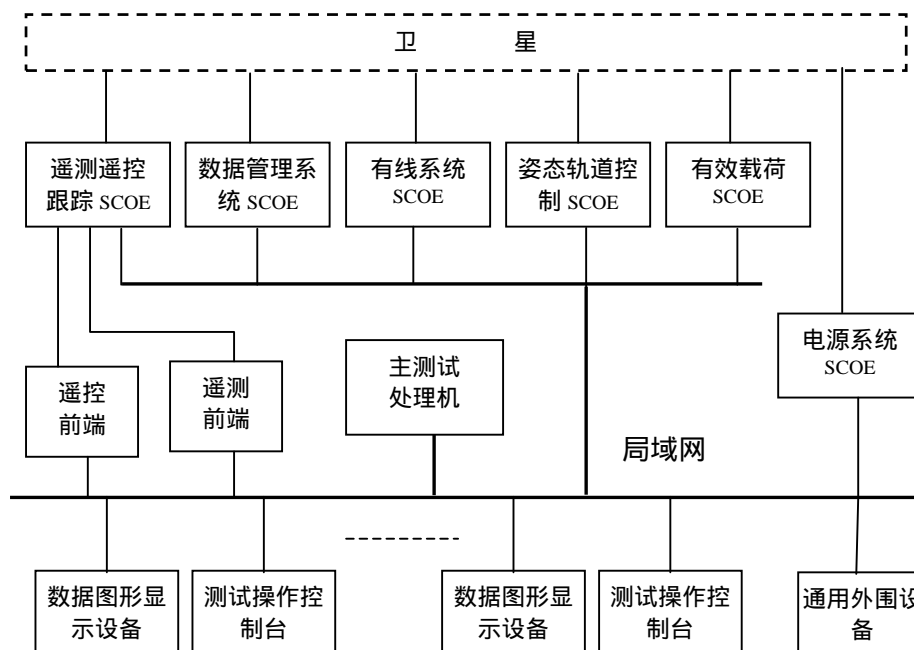 卫 星
遥测遥控
跟踪 SCOE
数据管理系
统 SCOE
有线系统
SCOE
姿态轨道控
制 SCOE
有效载荷
SCOE
电源系统
SCOE
遥控
前端
遥测
前端
主测试
处理机
局域网
数据图形显
示设备
测试操作控
制台
数据图形显
示设备
测试操作控
制台
通用外围设
备